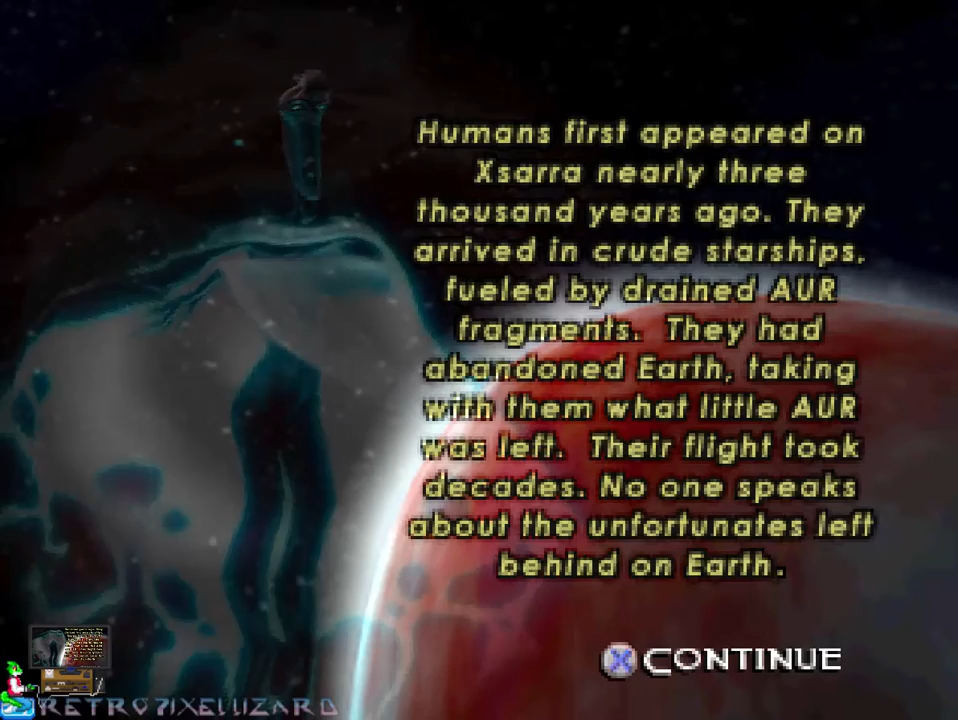 Humans first appeared on
Xsarra nearly three
thousand years ago. They
arrived in crude starships,
fueled by drained AUR
fragments. They had
abandoned Earth, taking
with them what little AUR
was left. Their flight took
decades. No one speaks
about the unfortunates left
behind on Earth.
X CONTINUE
RETROPIXELLIZARD